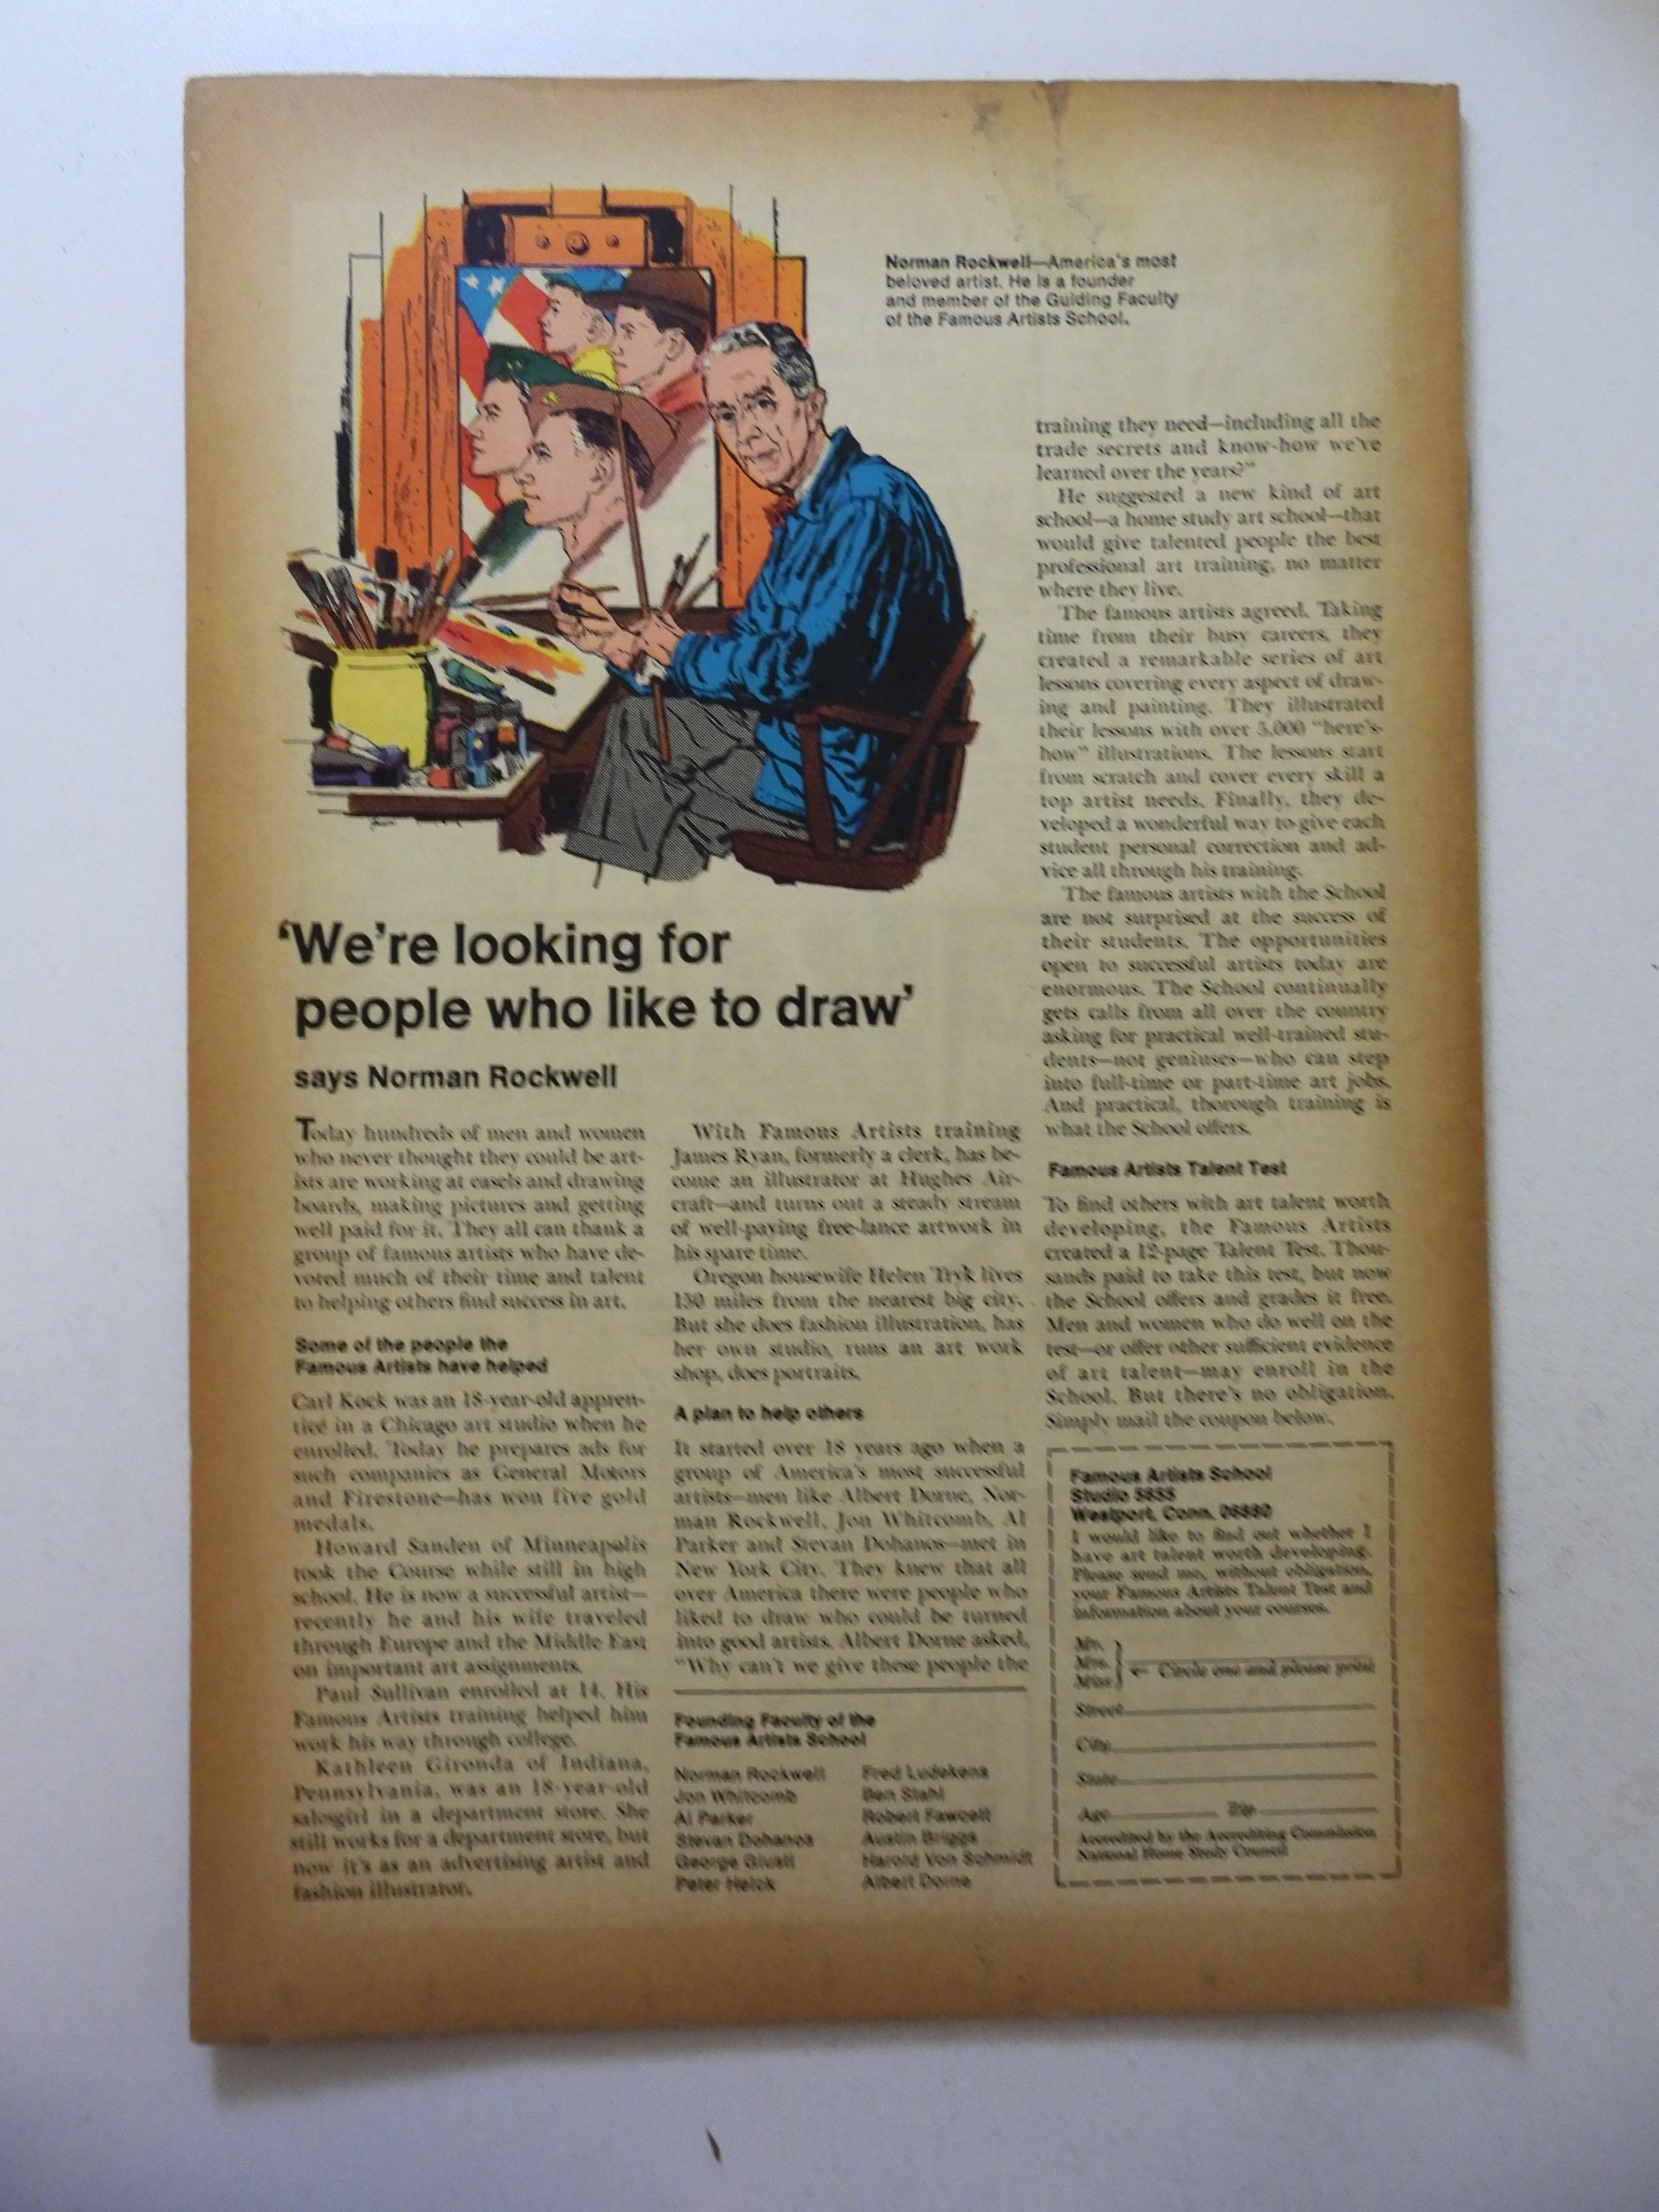 Norman Rockwell—America's most
beloved artist. He is a founder
and member of the Guiding Faculty
of the Famous Artists School.
'We're looking for
people who like to draw'
says Norman Rockwell
Today hundreds of men and women
who never thought they could be art-
ists are working at easels and drawing
boards, making pictures and getting
well paid for it. They all can thank a
group of famous artists who have de-
voted much of their time and talent
to helping others find success in art.
Some of the people the
Famous Artists have helped
Carl Kock was an 18-year-old appren-
tice in a Chicago art studio when he
enrolled. Today he prepares ads for
such companies as General Motors
and Firestone—has won five gold
medals.
Howard Sanden of Minneapolis
took the Course while still in high
school. He is now a successful artist—
recently he and his wife traveled
through Europe and the Middle East
on important art assignments.
Paul Sullivan enrolled at 14. His
Famous Artists training helped him
work his way through college.
Kathleen Gironda of Indiana,
Pennsylvania, was an 18-year-old
salesgirl in a department store. She
still works for a department store, but
now it's as an advertising artist and
fashion illustrator.
With Famous Artists training
James Ryan, formerly a clerk, has be-
come an illustrator at Hughes Air-
craft—and turns out a steady stream
of well-paying free-lance artwork in
his spare time.
Oregon housewife Helen Tryk lives
150 miles from the nearest big city.
But she does fashion illustration, has
her own studio, runs an art work
shop, does portraits.
A plan to help others
It started over 18 years ago when a
group of America's most successful
artists—men like Albert Dorne, Nor-
man Rockwell, Jon Whitcomb, Al
Parker and Stevan Dohanos—met in
New York City. They knew that all
over America there were people who
liked to draw who could be turned
into good artists. Albert Dorne asked,
"Why can't we give these people the
training they need—including all the
trade secrets and know-how we've
learned over the years?"
He suggested a new kind of art
school—a home study art school—that
would give talented people the best
professional art training, no matter
where they live.
The famous artists agreed. Taking
time from their busy careers, they
created a remarkable series of art
lessons covering every aspect of draw-
ing and painting. They illustrated
their lessons with over 5,000 "here's-
how" illustrations. The lessons start
from scratch and cover every skill a
top artist needs. Finally, they de-
veloped a wonderful way to give each
student personal correction and ad-
vice all through his training.
The famous artists with the School
are not surprised at the success of
their students. The opportunities
open to successful artists today are
enormous. The School continually
gets calls from all over the country
asking for practical well-trained stu-
dents—not geniuses—who can step
into full-time or part-time art jobs.
And practical, thorough training is
what the School offers.
Famous Artists Talent Test
To find others with art talent worth
developing, the Famous Artists
created a 12-page Talent Test. Thou-
sands paid to take this test, but now
the School offers and grades it free.
Men and women who do well on the
test—or offer other sufficient evidence
of art talent—may enroll in the
School. But there's no obligation.
Simply mail the coupon below.
Founding Faculty of the
Famous Artists School
Norman Rockwell
Jon Whitcomb
Al Parker
Stevan Dohanos
George Giusti
Peter Helck
Fred Ludekens
Ben Stahl
Robert Fawcett
Austin Briggs
Harold Von Schmidt
Albert Dorne
Famous Artists School
Studio 5855
Westport, Conn. 06880
I would like to find out whether I
have art talent worth developing.
Please send me, without obligation,
your Famous Artists Talent Test and
information about your courses.
Mr.
Mrs.
Miss
← Circle one and please print
Street
City
State
Age Zip
Accredited by the Accrediting Commission
National Home Study Council